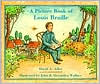 A Picture Book of
Louis Braille
David A. Adler
Illustrated by John & Alexandra Wallner